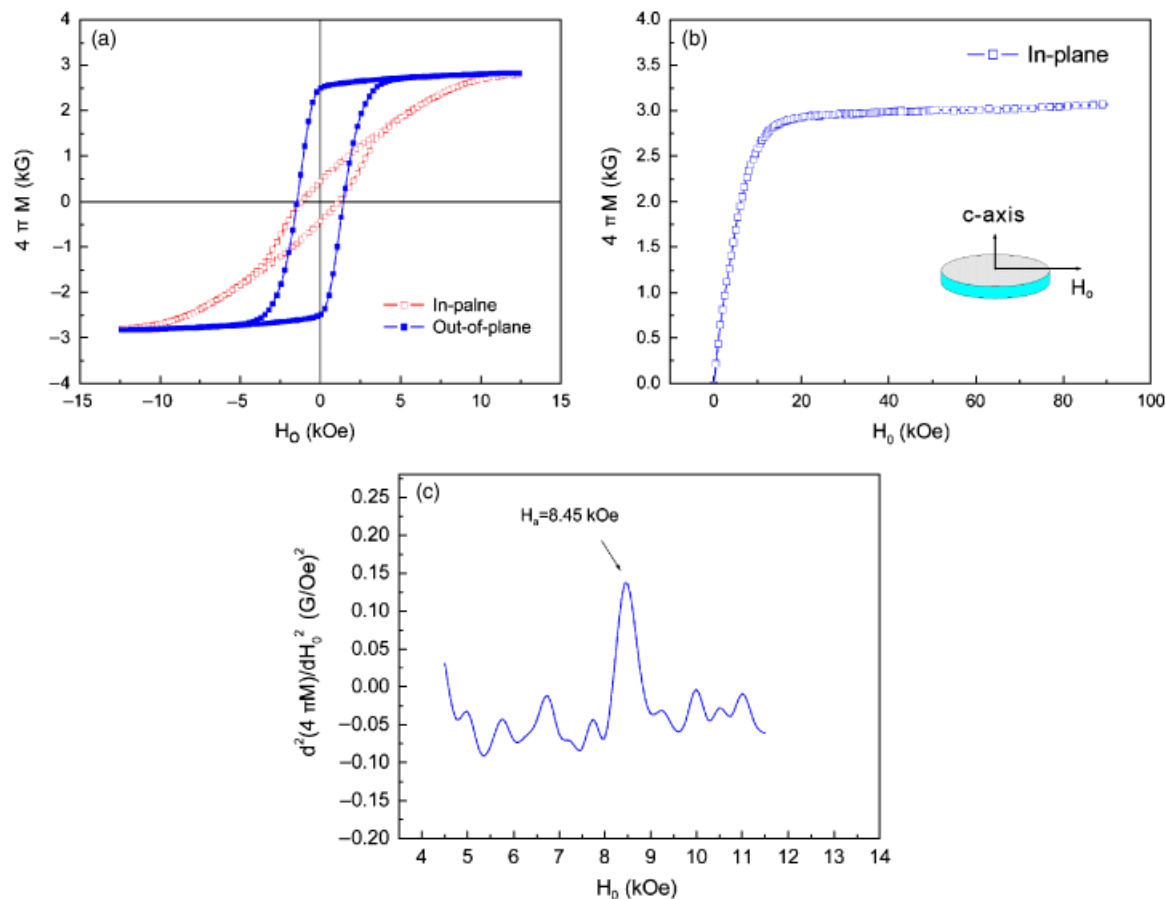 (a)
4
3
2
1
0
−1
−2
−3
−4
4 π M (kG)
In-palne
Out-of-plane
−15 −10 −5 0 5 10 15
HO (kOe)
(b)
4.0
3.5
3.0
2.5
2.0
1.5
1.0
0.5
0.0
4 π M (kG)
In-plane
c-axis
H₀
0 20 40 60 80 100
H₀ (kOe)
(c)
0.25
0.20
0.15
0.10
0.05
0.00
−0.05
−0.10
−0.15
−0.20
d²(4 πM)/dH₀² (G/Oe)²
Hₐ=8.45 kOe
4 5 6 7 8 9 10 11 12 13 14
H₀ (kOe)